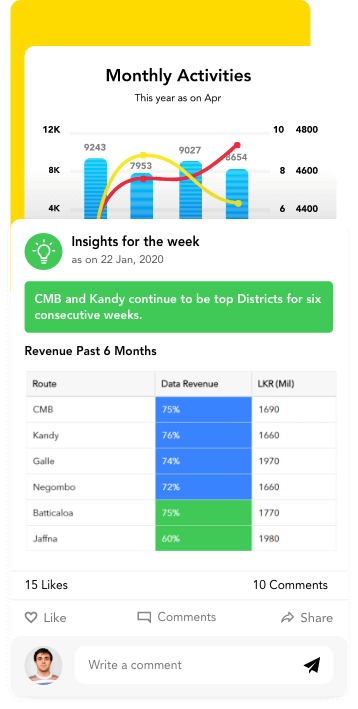 Monthly Activities
This year as on Apr
12K 10 4800
9243 7953 9027 8654
8K 8 4600
4K 6 4400
Insights for the week
as on 22 Jan, 2020
CMB and Kandy continue to be top Districts for six
consecutive weeks.
Revenue Past 6 Months
Route Data Revenue LKR (Mil)
CMB 75% 1690
Kandy 76% 1660
Galle 74% 1970
Negombo 72% 1660
Batticaloa 75% 1770
Jaffna 60% 1980
15 Likes 10 Comments
Like Comments Share
Write a comment